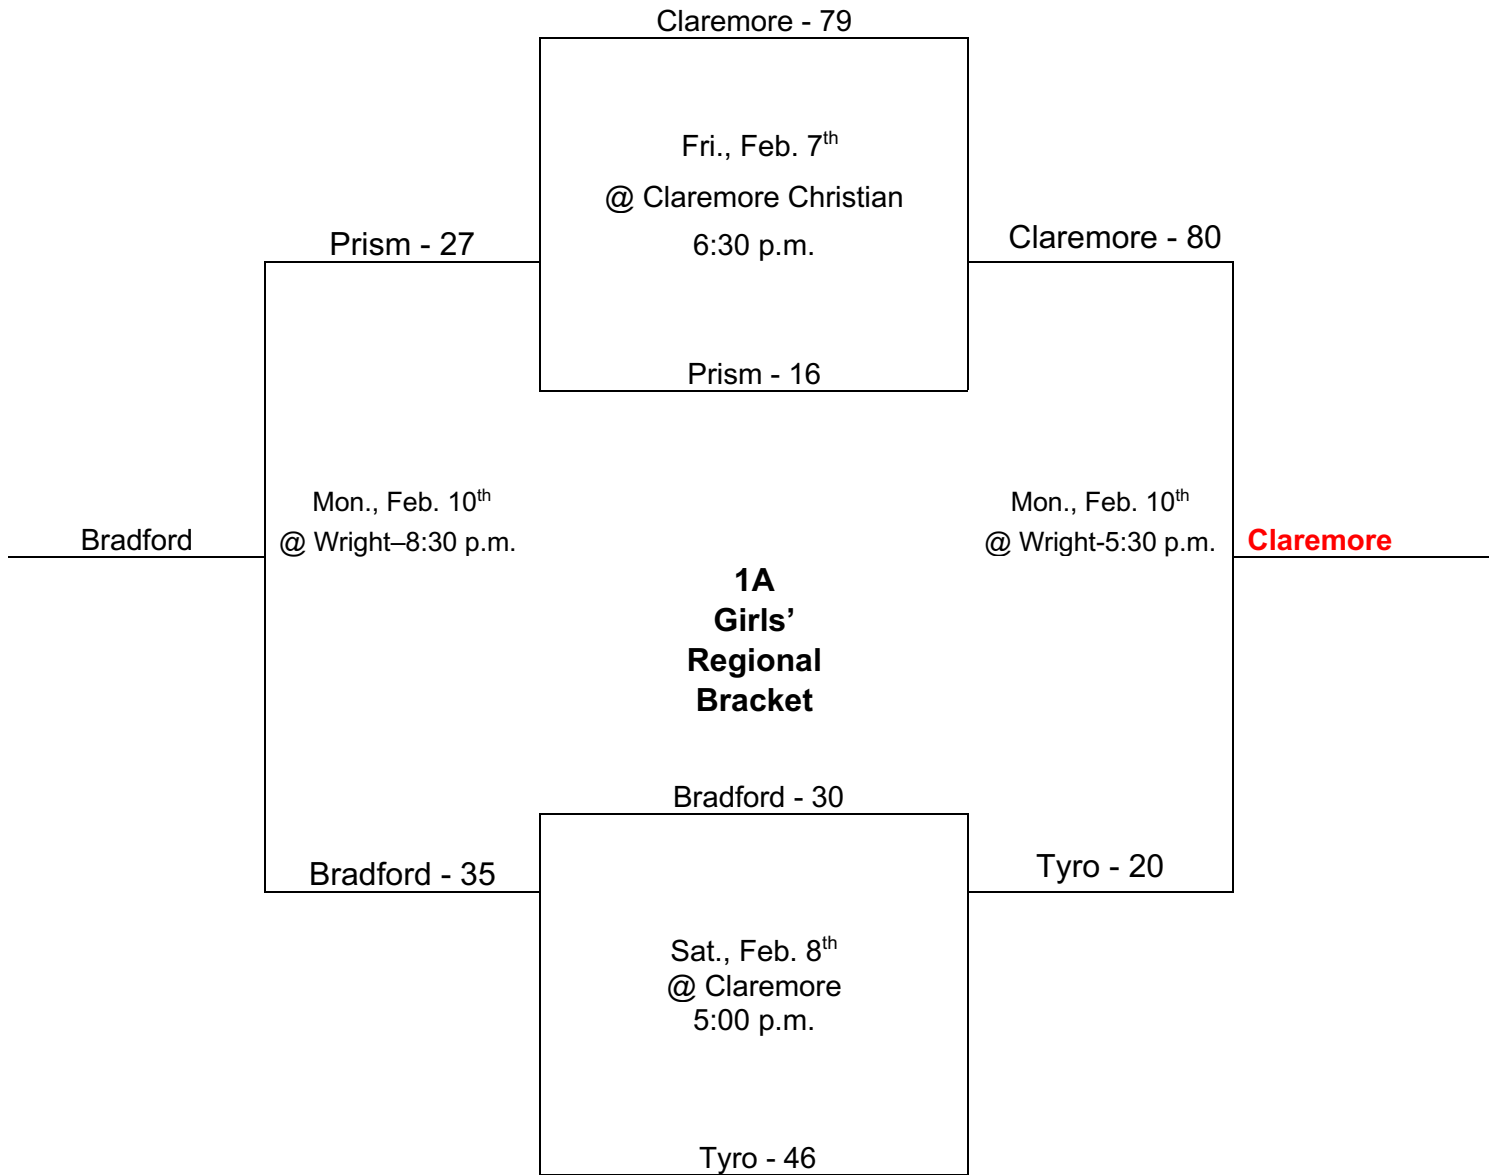 Claremore - 79
Fri., Feb. 7th
@ Claremore Christian
6:30 p.m.
Prism - 27
Claremore - 80
Prism - 16
Mon., Feb. 10th
@ Wright–8:30 p.m.
Bradford
Mon., Feb. 10th
@ Wright-5:30 p.m.
Claremore
1A
Girls’
Regional
Bracket
Bradford - 30
Bradford - 35
Tyro - 20
Sat., Feb. 8th
@ Claremore
5:00 p.m.
Tyro - 46